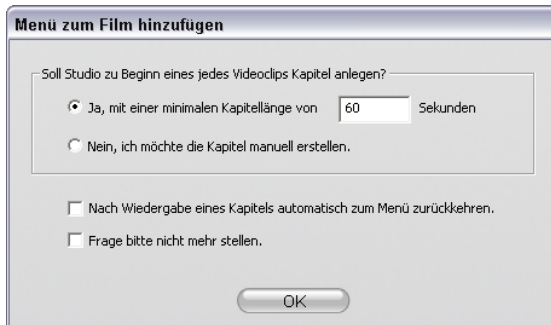 Menü zum Film hinzufügen
Soll Studio zu Beginn eines jedes Videoclips Kapitel anlegen?
Ja, mit einer minimalen Kapitellänge von 60 Sekunden
Nein, ich möchte die Kapitel manuell erstellen.
Nach Wiedergabe eines Kapitels automatisch zum Menü zurückkehren.
Frage bitte nicht mehr stellen.
OK